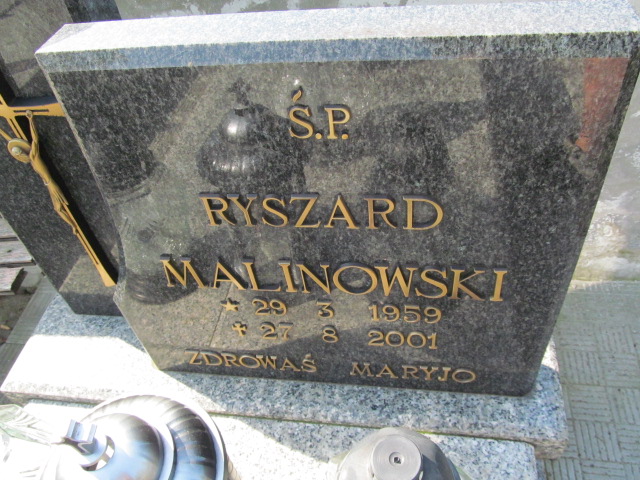 Ś.P.
RYSZARD
MALINOWSKI
* 29 3 1959
✝ 27 8 2001
ZDROWAŚ MARYJO